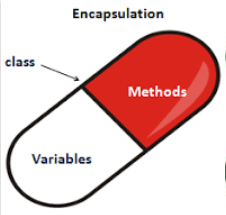 Encapsulation
class
Methods
Variables